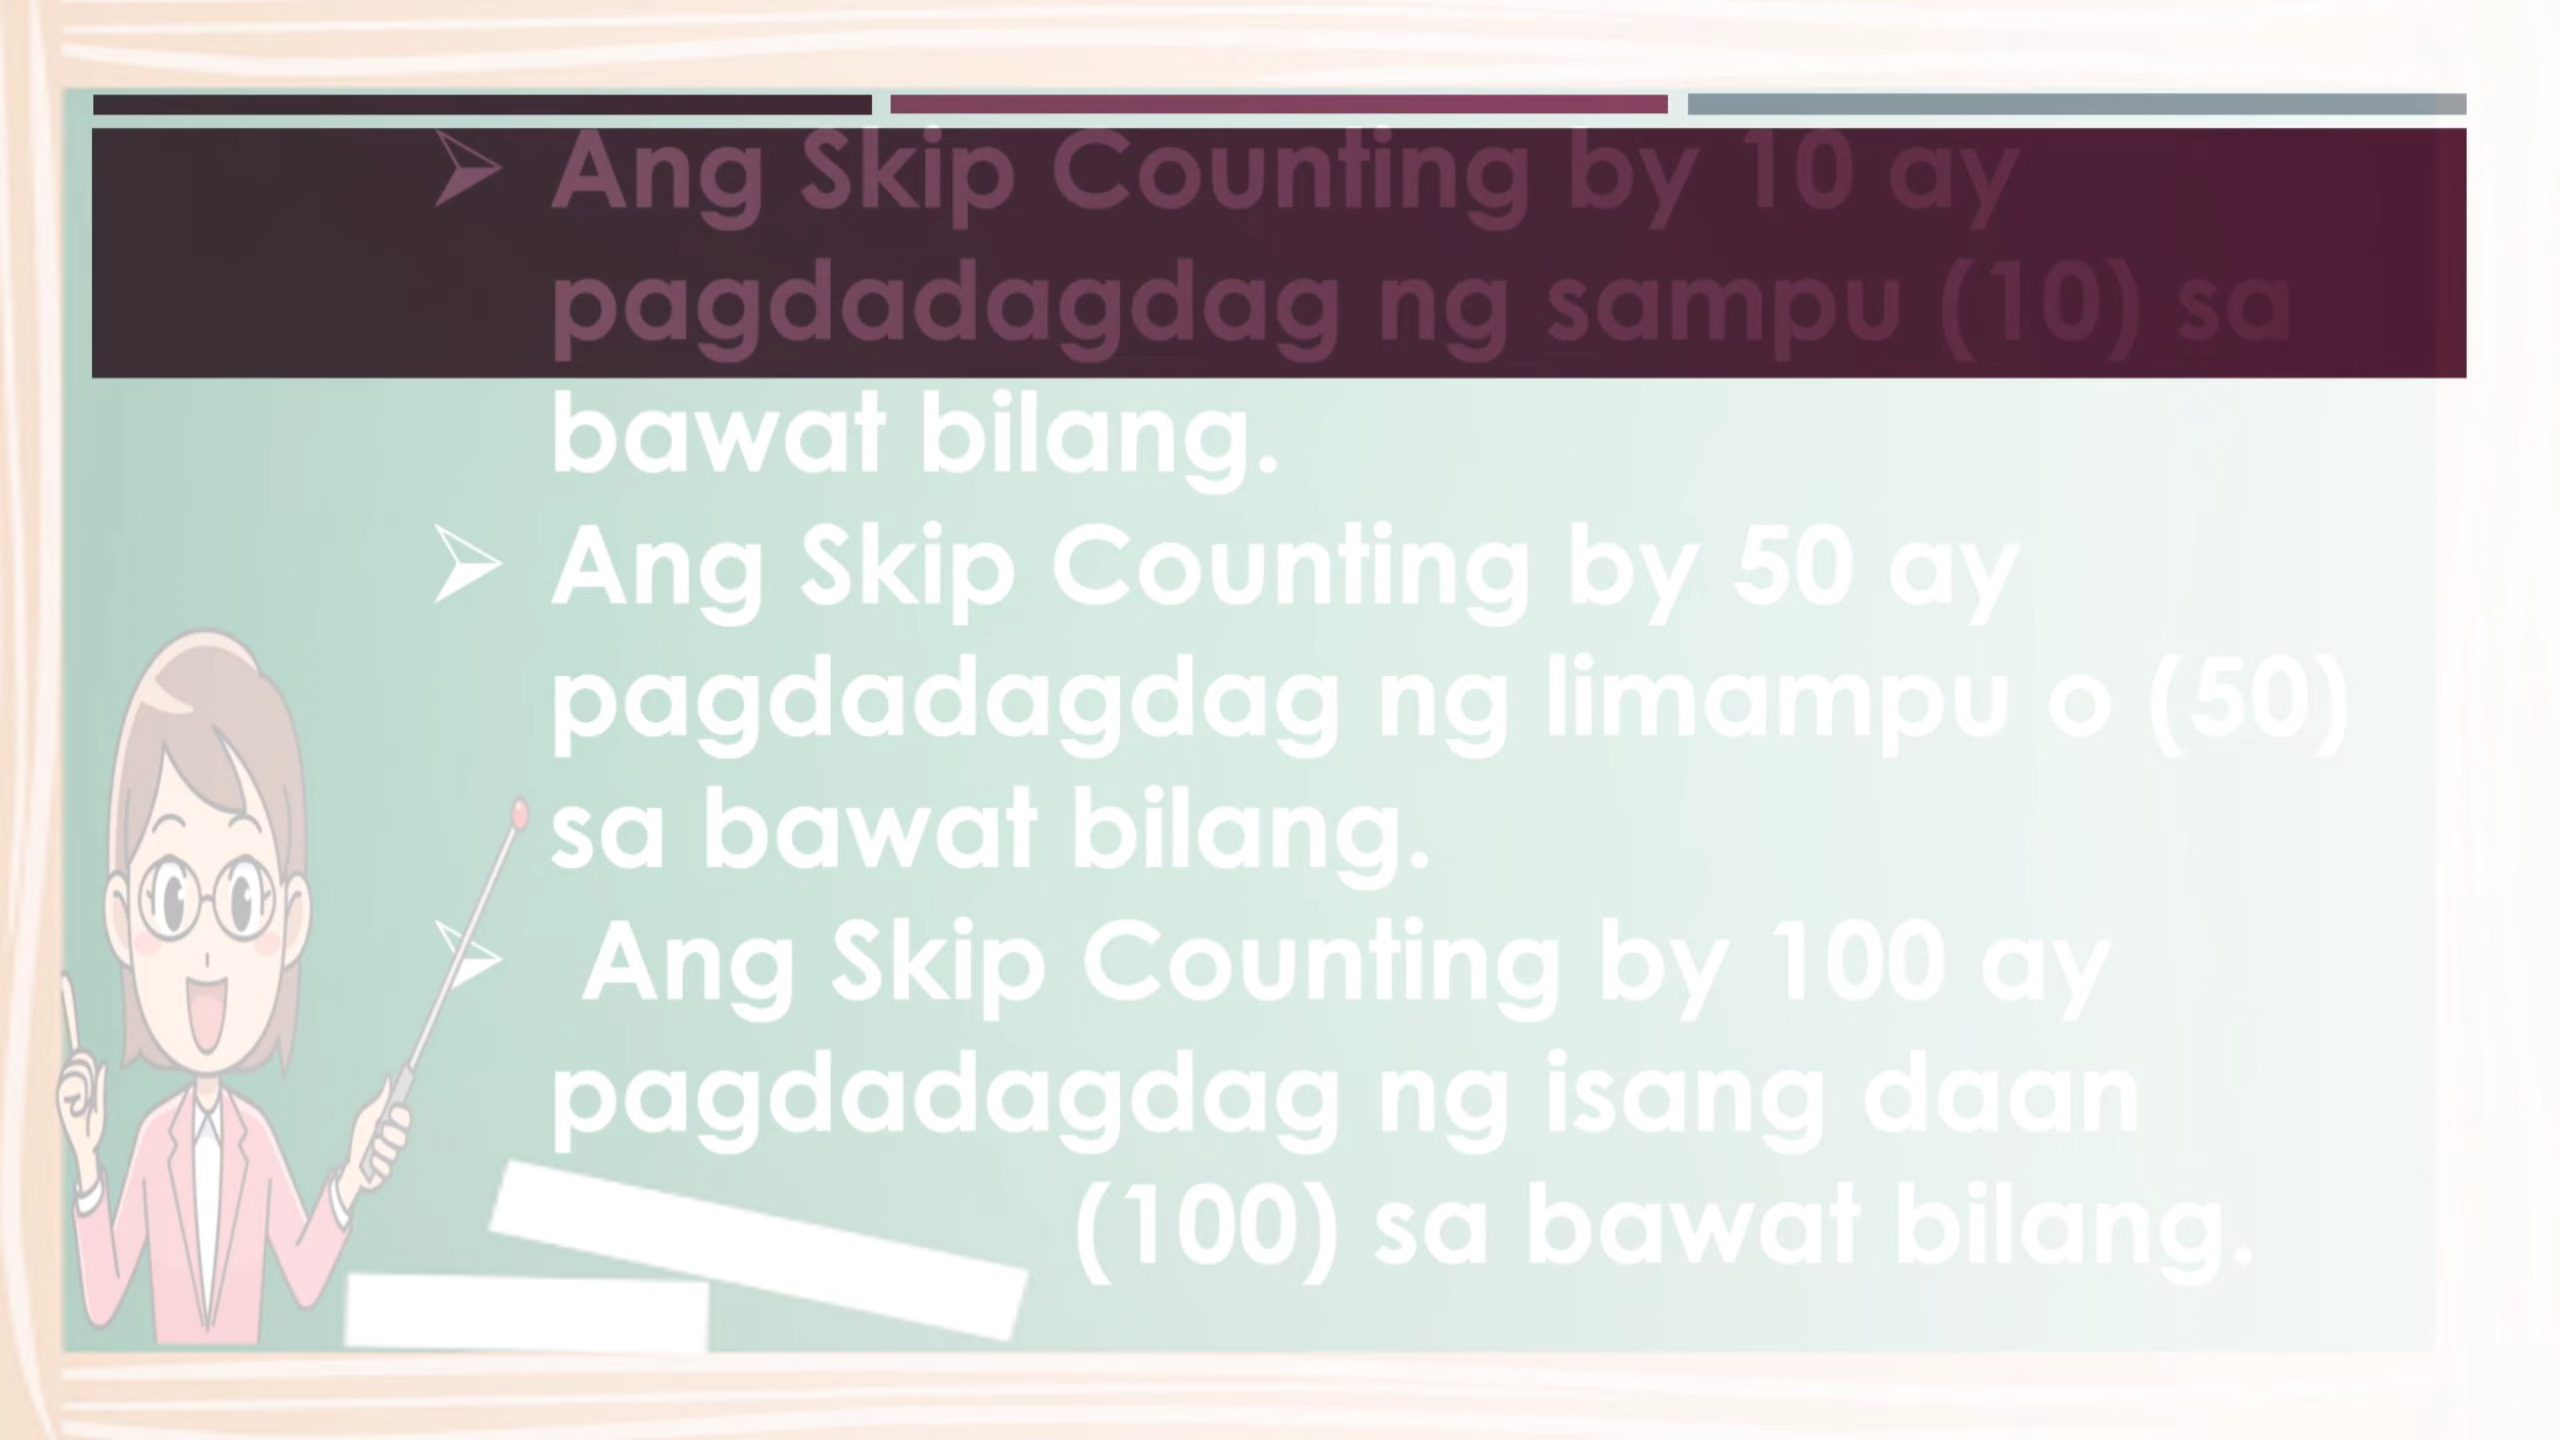 Ang Skip Counting by 10 ay
pagdadagdag ng sampu (10) sa
bawat bilang.
Ang Skip Counting by 50 ay
pagdadagdag ng limampu o (50)
sa bawat bilang.
Ang Skip Counting by 100 ay
pagdadagdag ng isang daan
(100) sa bawat bilang.